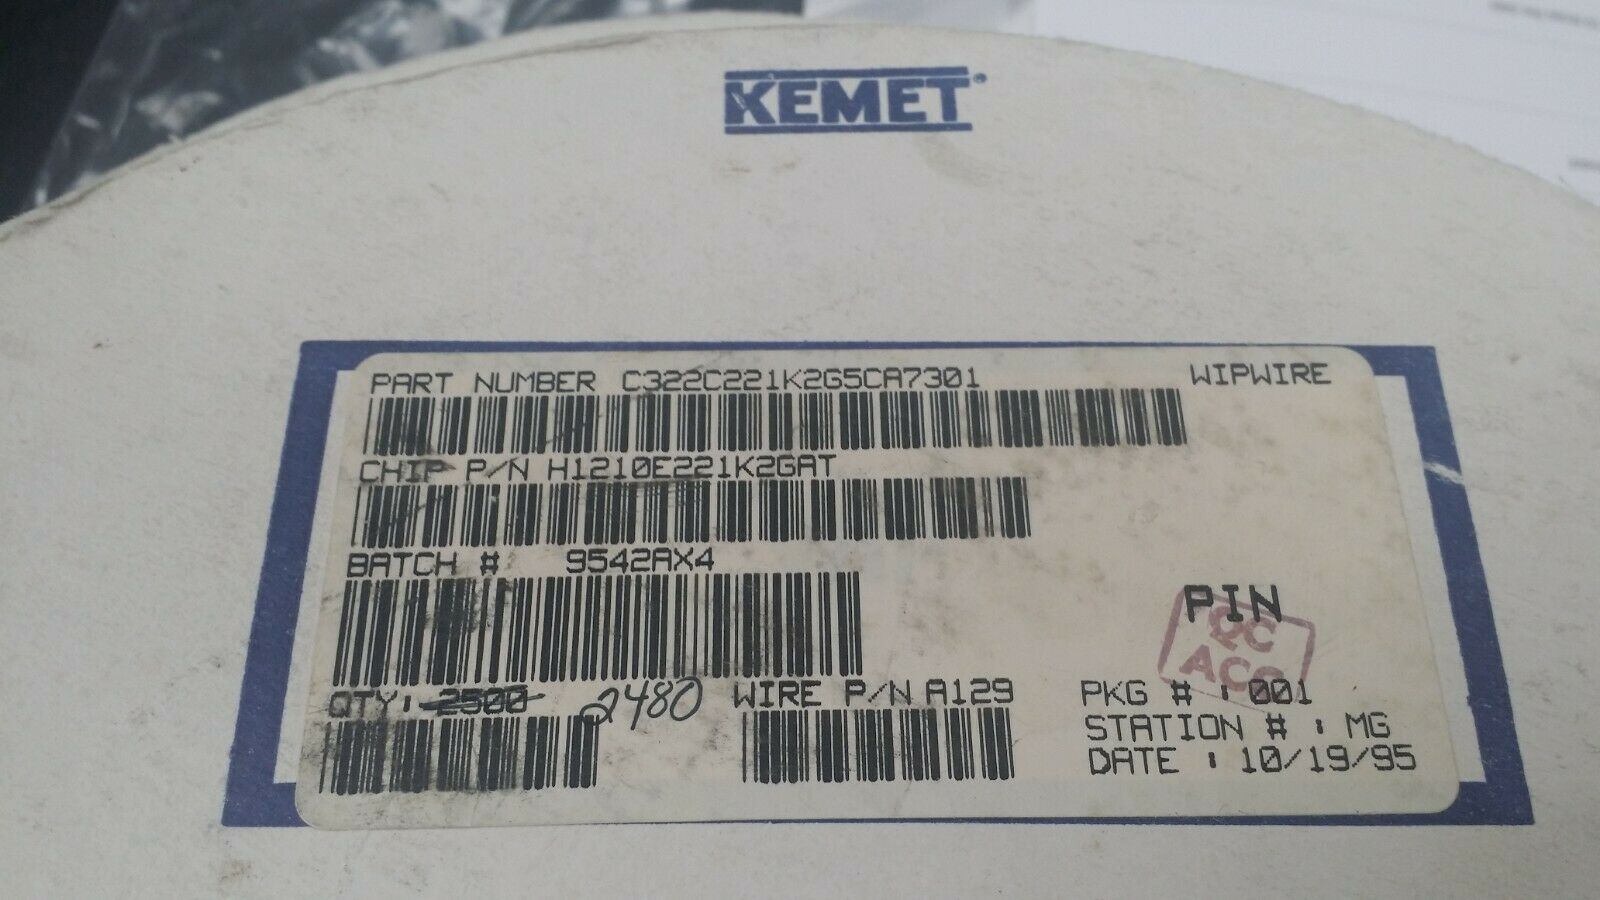 KEMET
PART NUMBER C322C221K2G5CA7301 WIPWIRE
CHIP P/N H1210E221K2GAT
BATCH # 9542AX4
PIN
QC
QTY: 2500 2480 WIRE P/N A129 PKG # : 001
STATION # : MG
DATE : 10/19/95